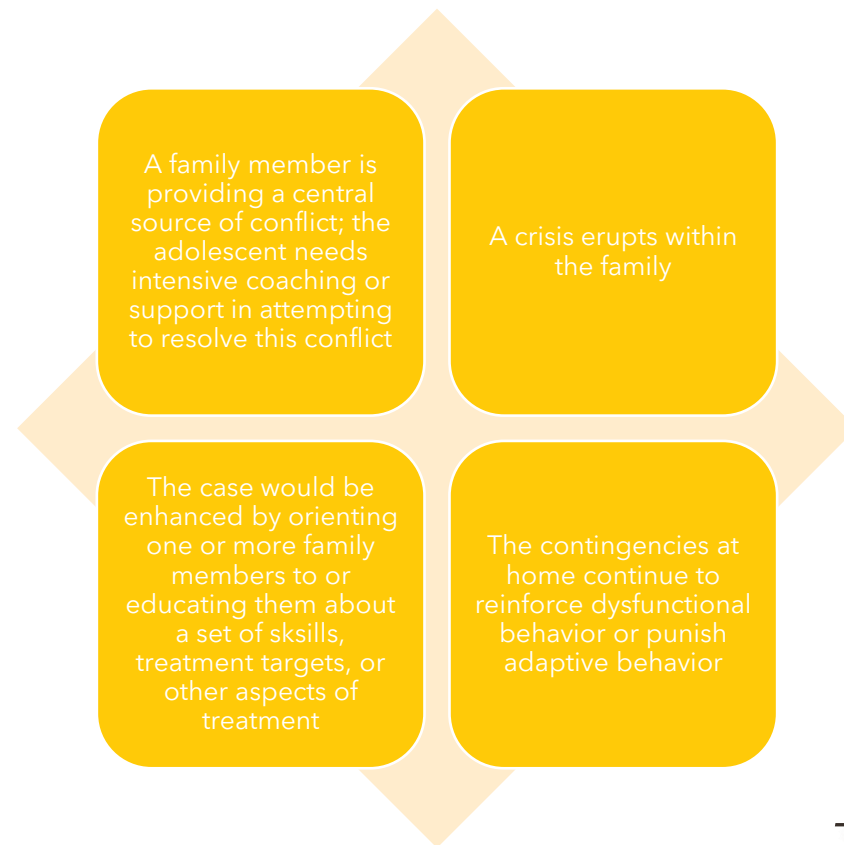 A family member is
providing a central
source of conflict; the
adolescent needs
intensive coaching or
support in attempting
to resolve this conflict
A crisis erupts within
the family
The case would be
enhanced by orienting
one or more family
members to or
educating them about
a set of sksills,
treatment targets, or
other aspects of
treatment
The contingencies at
home continue to
reinforce dysfunctional
behavior or punish
adaptive behavior